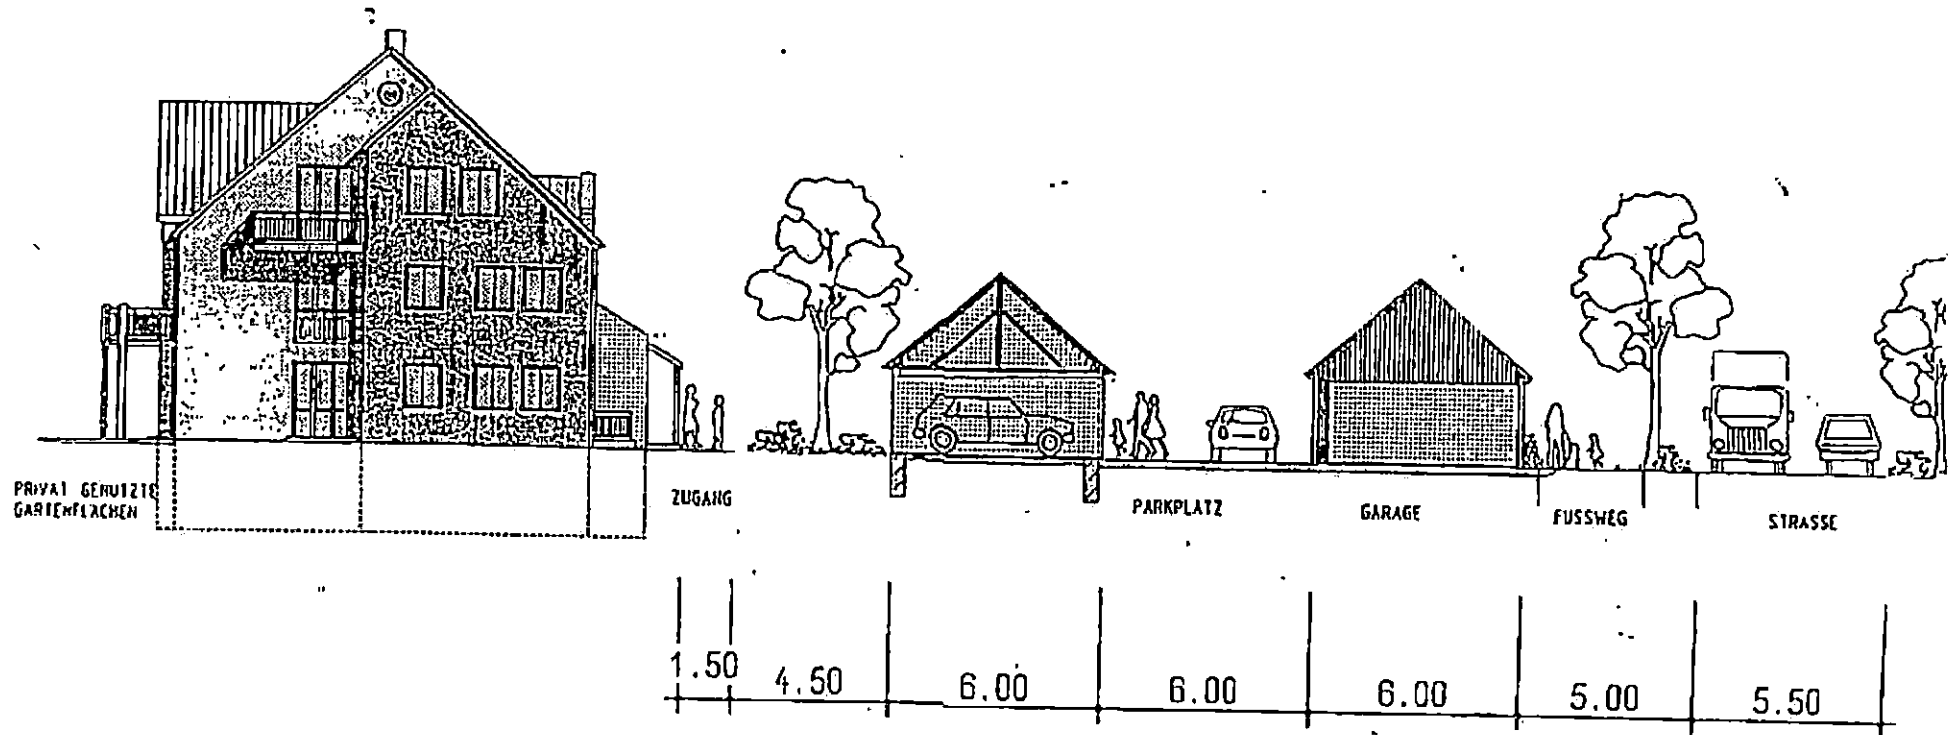 PRIVAT GENUTZTE
GARTENFLÄCHEN
ZUGANG
PARKPLATZ
GARAGE
FUSSWEG
STRASSE
1.50
4.50
6.00
6.00
6.00
5.00
5.50